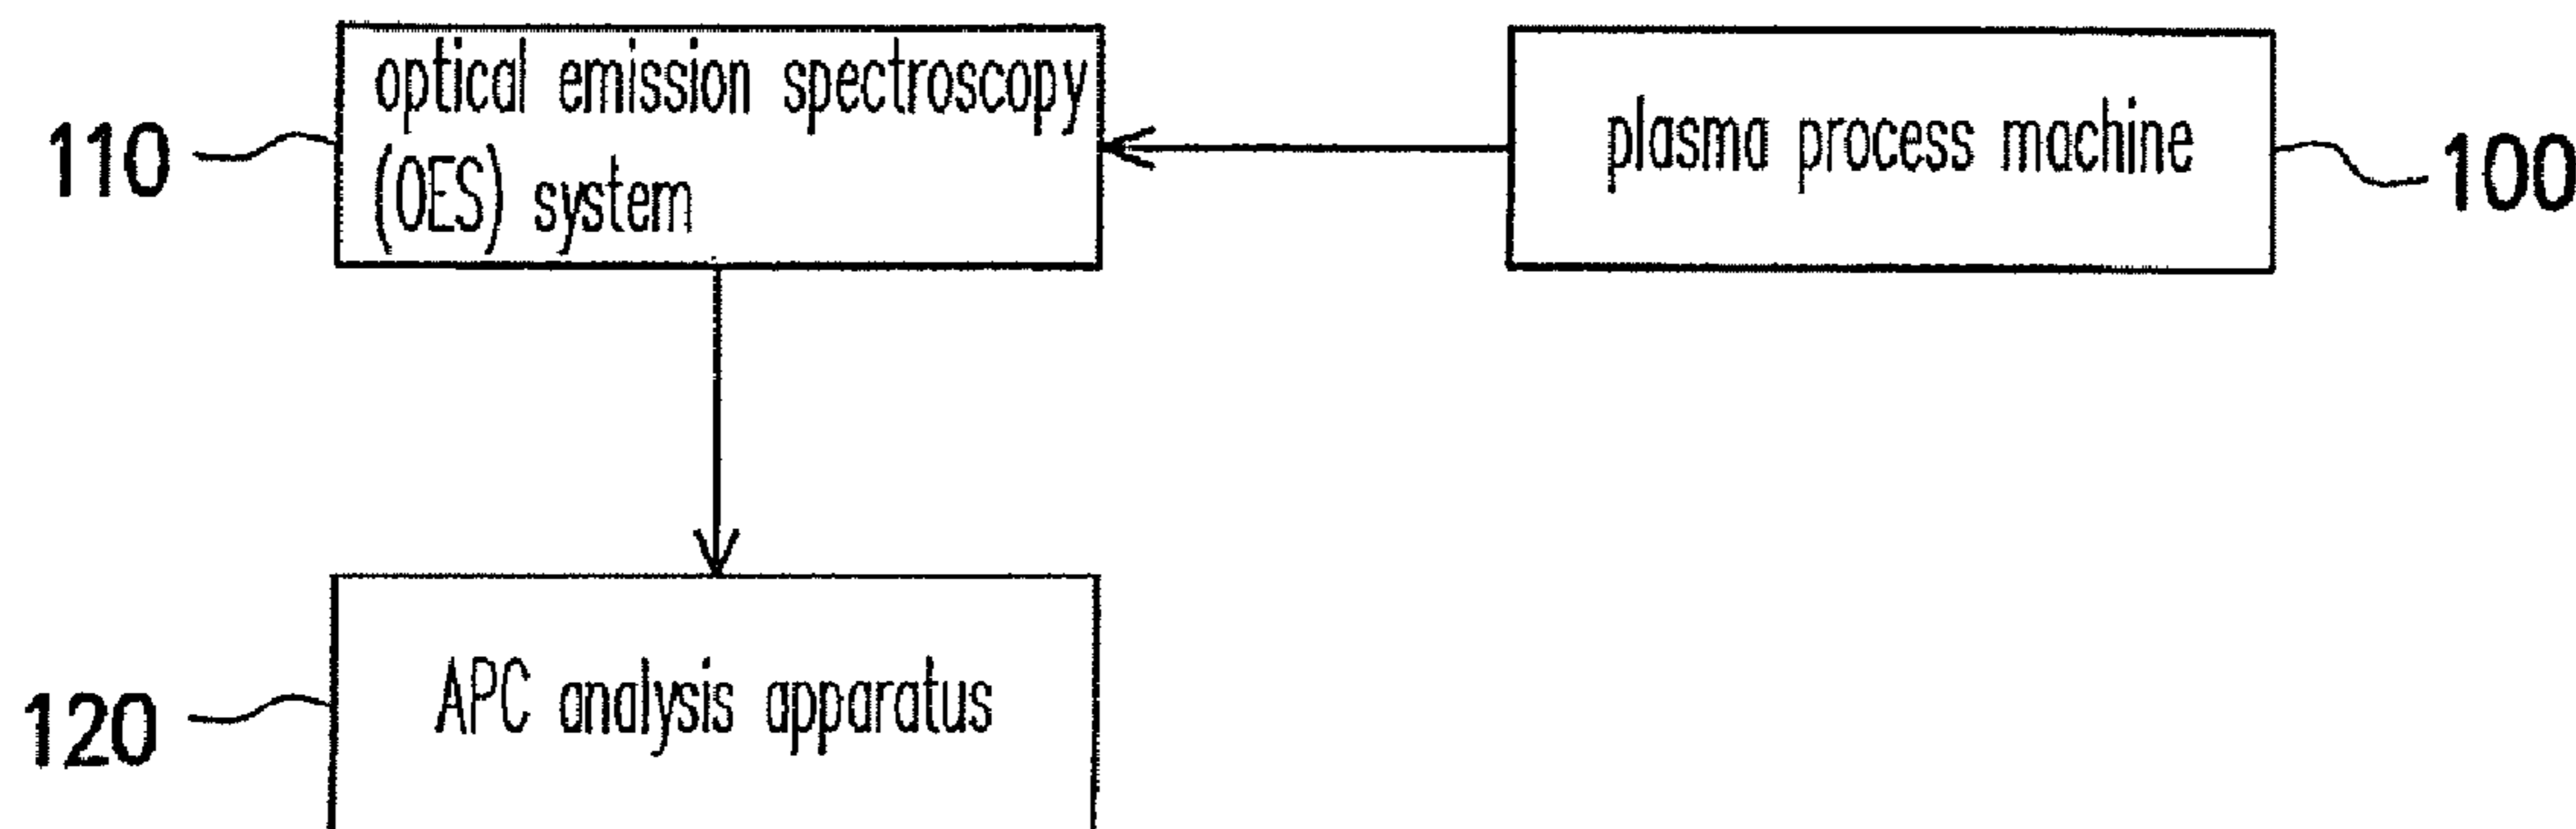 110
optical emission spectroscopy
(OES) system
plasma process machine
100
120
APC analysis apparatus